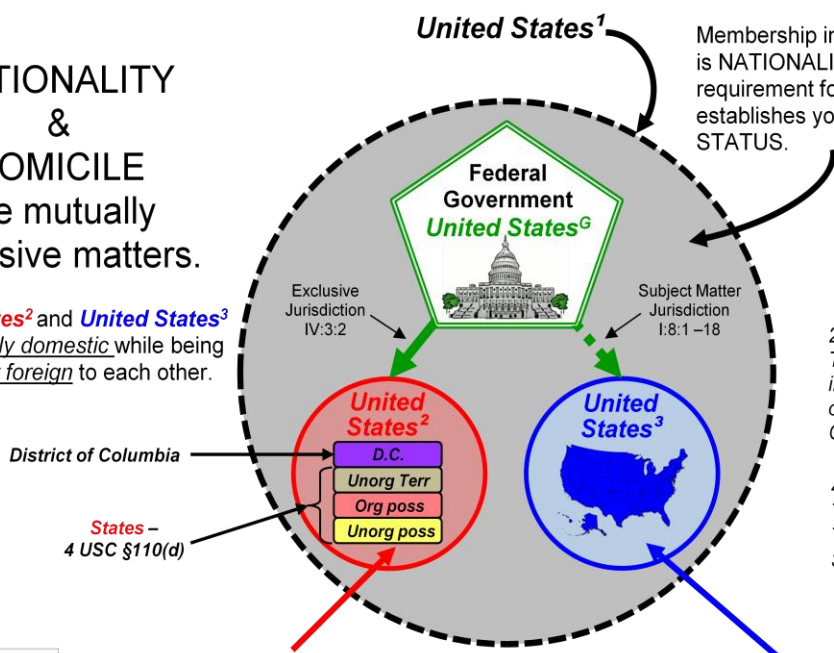 United States¹
TIONALITY
&
OMICILE
e mutually
sive matters.
Membership in
is NATIONALI
requirement fo
establishes yo
STATUS.
Federal
Government
United Statesᴳ
Exclusive
Jurisdiction
IV:3:2
Subject Matter
Jurisdiction
I:8:1 –18
tes² and United States³
ly domestic while being
foreign to each other.
United
States²
D.C.
Unorg Terr
Org poss
Unorg poss
United
States³
District of Columbia
States –
4 USC §110(d)